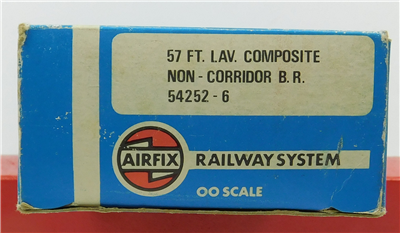 57 FT. LAV. COMPOSITE
NON-CORRIDOR B.R.
54252-6
AIRFIX RAILWAY SYSTEM
OO SCALE